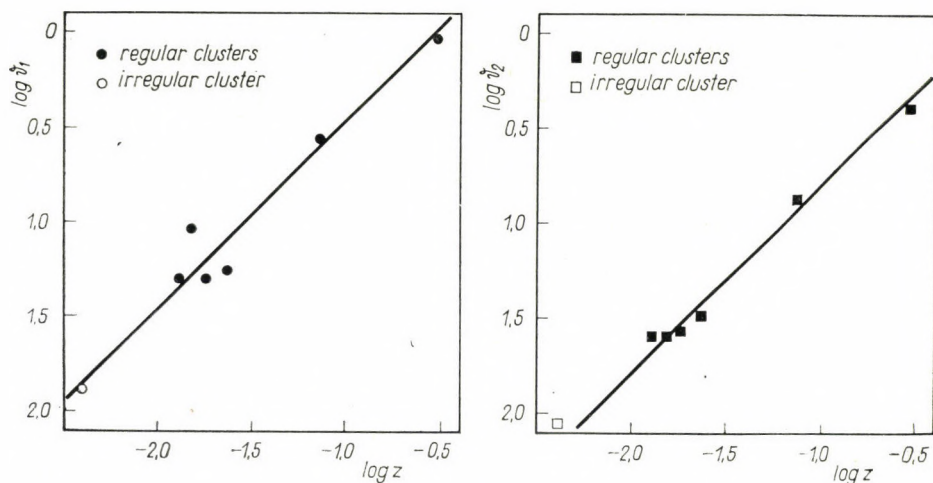 0
0,5
1,0
1,5
2,0
log ϑ₁
● regular clusters
○ irregular cluster
-2,0
-1,5
-1,0
-0,5
log z
0
0,5
1,0
1,5
2,0
log ϑ₂
■ regular clusters
□ irregular cluster
-2,0
-1,5
-1,0
-0,5
log z